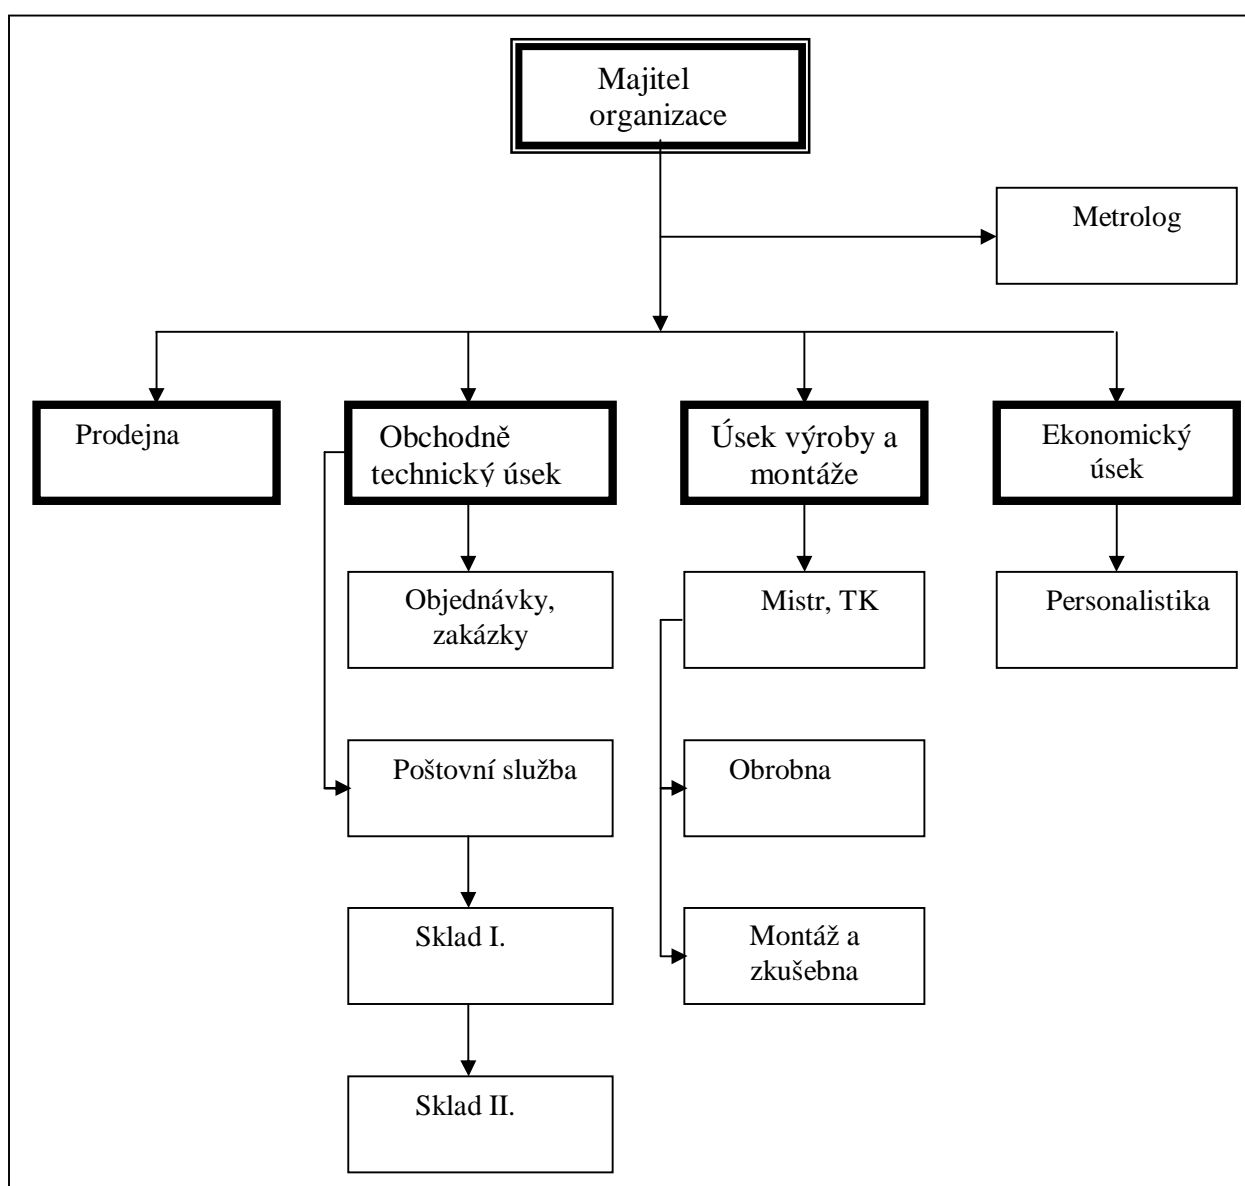 Majitel
organizace
Metrolog
Prodejna
Obchodně
technický úsek
Úsek výroby a
montáže
Ekonomický
úsek
Objednávky,
zakázky
Mistr, TK
Personalistika
Poštovní služba
Obrobna
Sklad I.
Montáž a
zkušebna
Sklad II.